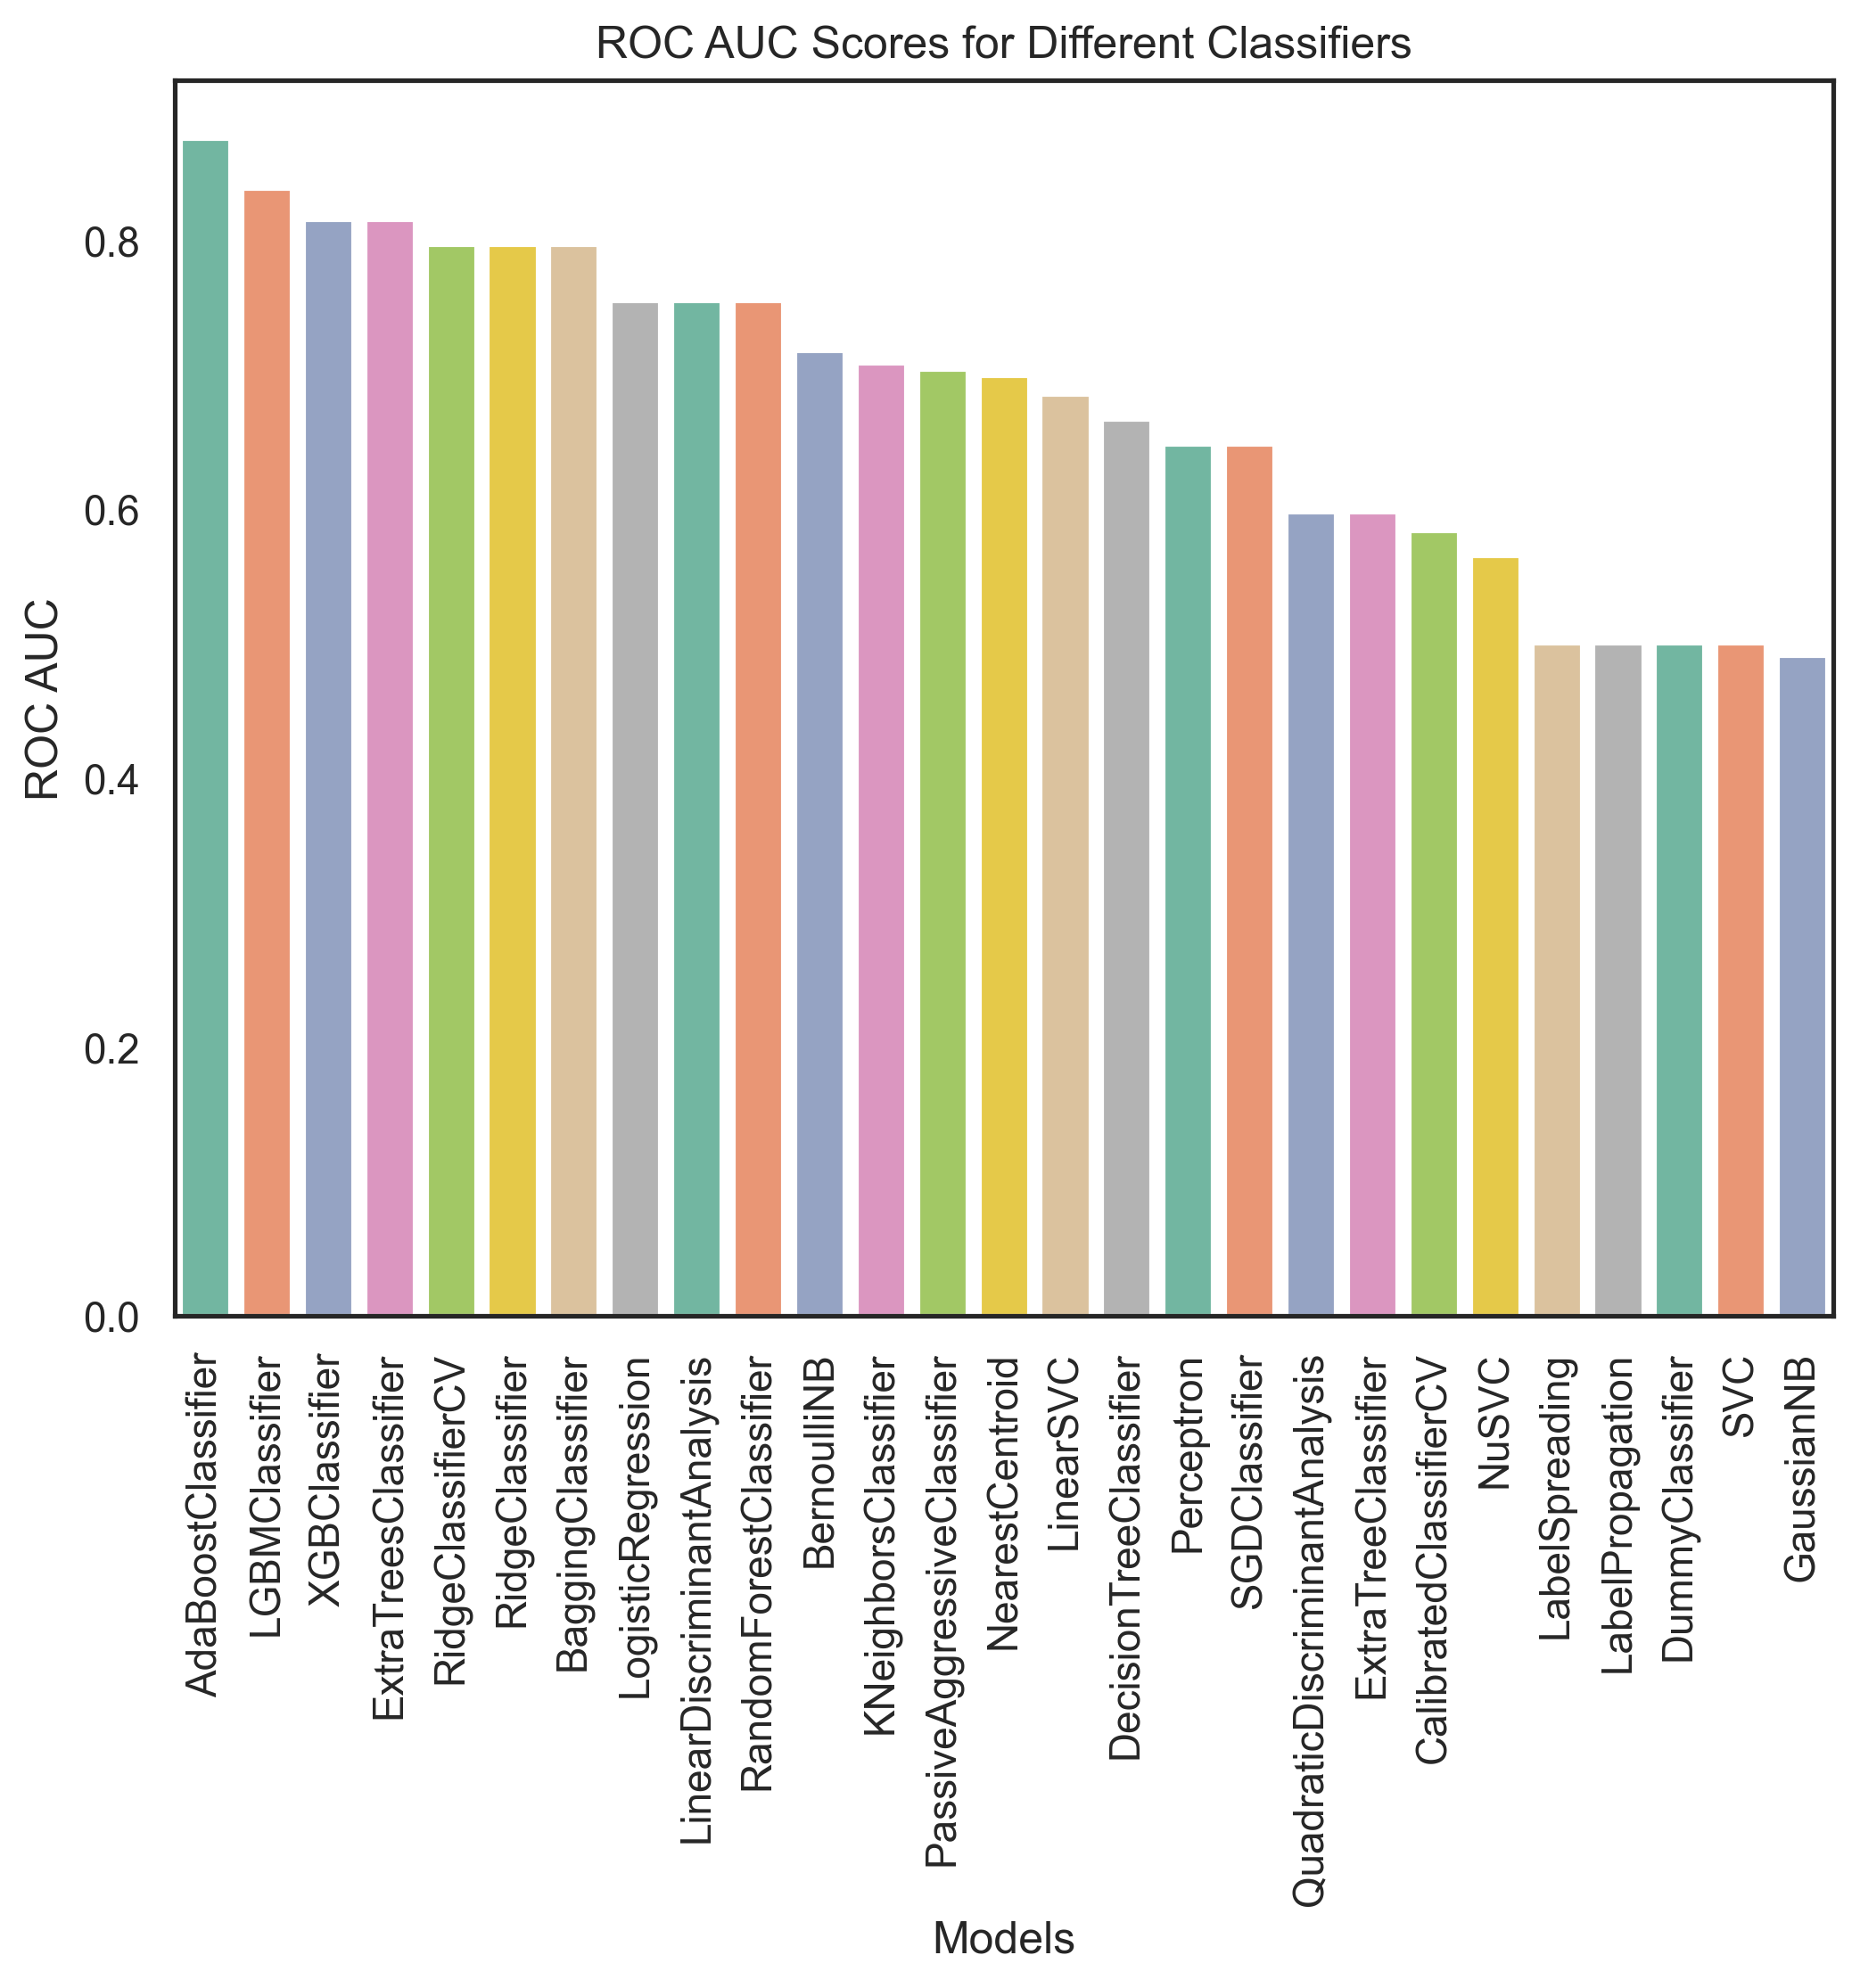 ROC AUC Scores for Different Classifiers
ROC AUC
0.8
0.6
0.4
0.2
0.0
AdaBoostClassifier
LGBMClassifier
XGBClassifier
ExtraTreesClassifier
RidgeClassifierCV
RidgeClassifier
BaggingClassifier
LogisticRegression
LinearDiscriminantAnalysis
RandomForestClassifier
BernoulliNB
KNeighborsClassifier
PassiveAggressiveClassifier
NearestCentroid
LinearSVC
DecisionTreeClassifier
Perceptron
SGDClassifier
QuadraticDiscriminantAnalysis
ExtraTreeClassifier
CalibratedClassifierCV
NuSVC
LabelSpreading
LabelPropagation
DummyClassifier
SVC
GaussianNB
Models